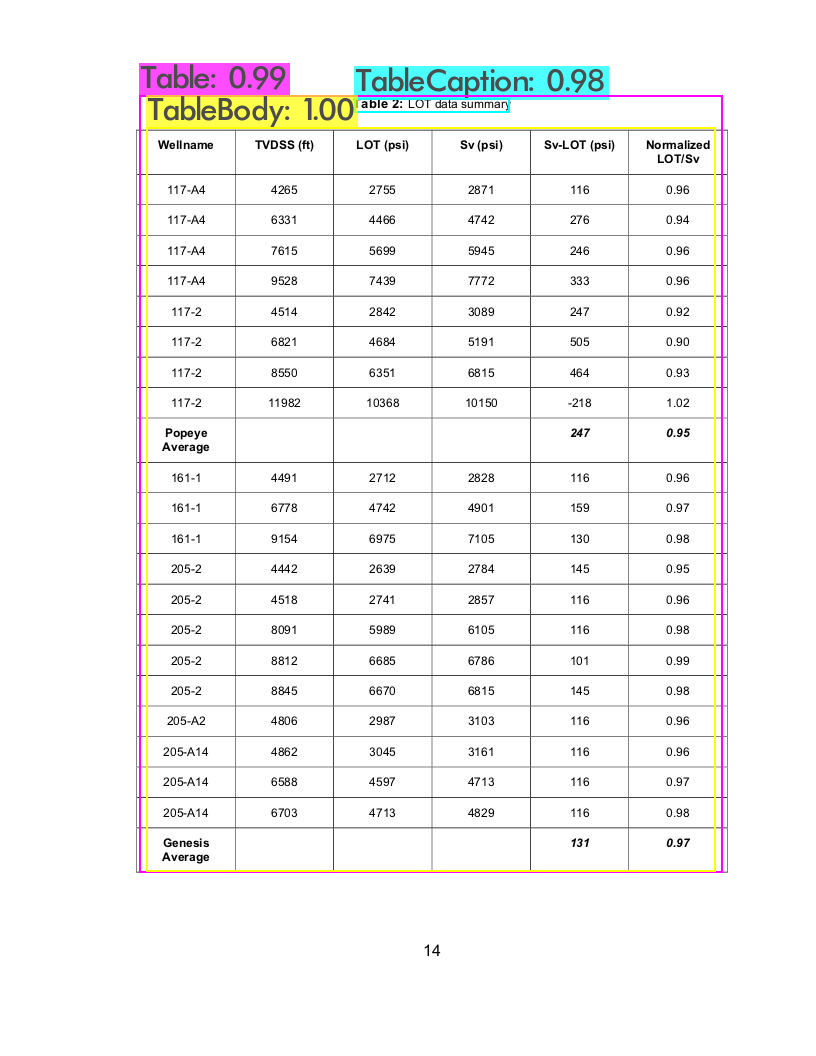 Table: 0.99
TableCaption: 0.98
TableBody: 1.00
Table 2: LOT data summary
Wellname TVDSS (ft) LOT (psi) Sv (psi) Sv-LOT (psi) Normalized
LOT/Sv
117-A4 4265 2755 2871 116 0.96
117-A4 6331 4466 4742 276 0.94
117-A4 7615 5699 5945 246 0.96
117-A4 9528 7439 7772 333 0.96
117-2 4514 2842 3089 247 0.92
117-2 6821 4684 5191 505 0.90
117-2 8550 6351 6815 464 0.93
117-2 11982 10368 10150 -218 1.02
Popeye 247 0.95
Average
161-1 4491 2712 2828 116 0.96
161-1 6778 4742 4901 159 0.97
161-1 9154 6975 7105 130 0.98
205-2 4442 2639 2784 145 0.95
205-2 4518 2741 2857 116 0.96
205-2 8091 5989 6105 116 0.98
205-2 8812 6685 6786 101 0.99
205-2 8845 6670 6815 145 0.98
205-A2 4806 2987 3103 116 0.96
205-A14 4862 3045 3161 116 0.96
205-A14 6588 4597 4713 116 0.97
205-A14 6703 4713 4829 116 0.98
Genesis 131 0.97
Average
14